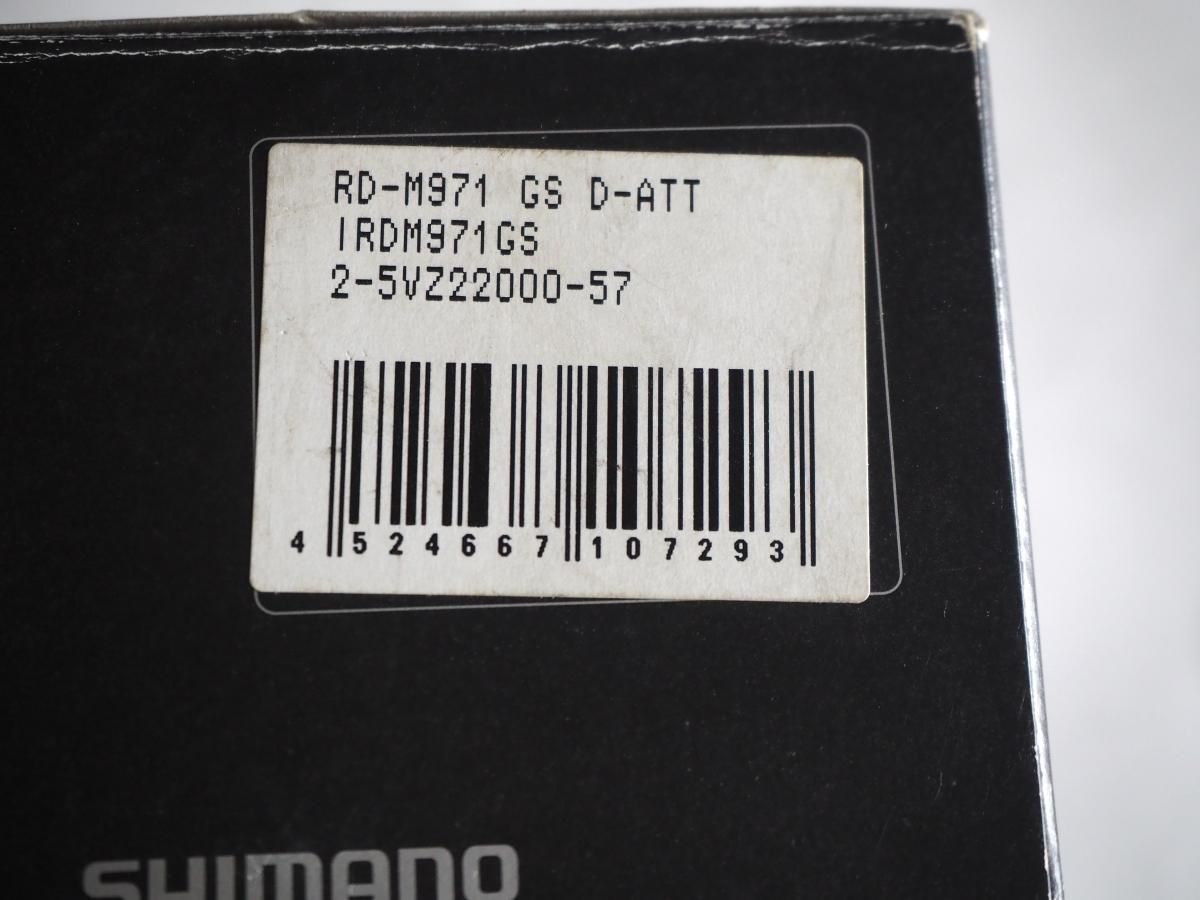 RD-M971 GS D-ATT
IRDM971GS
2-5VZ22000-57
4 524667 107293
SHIMANO